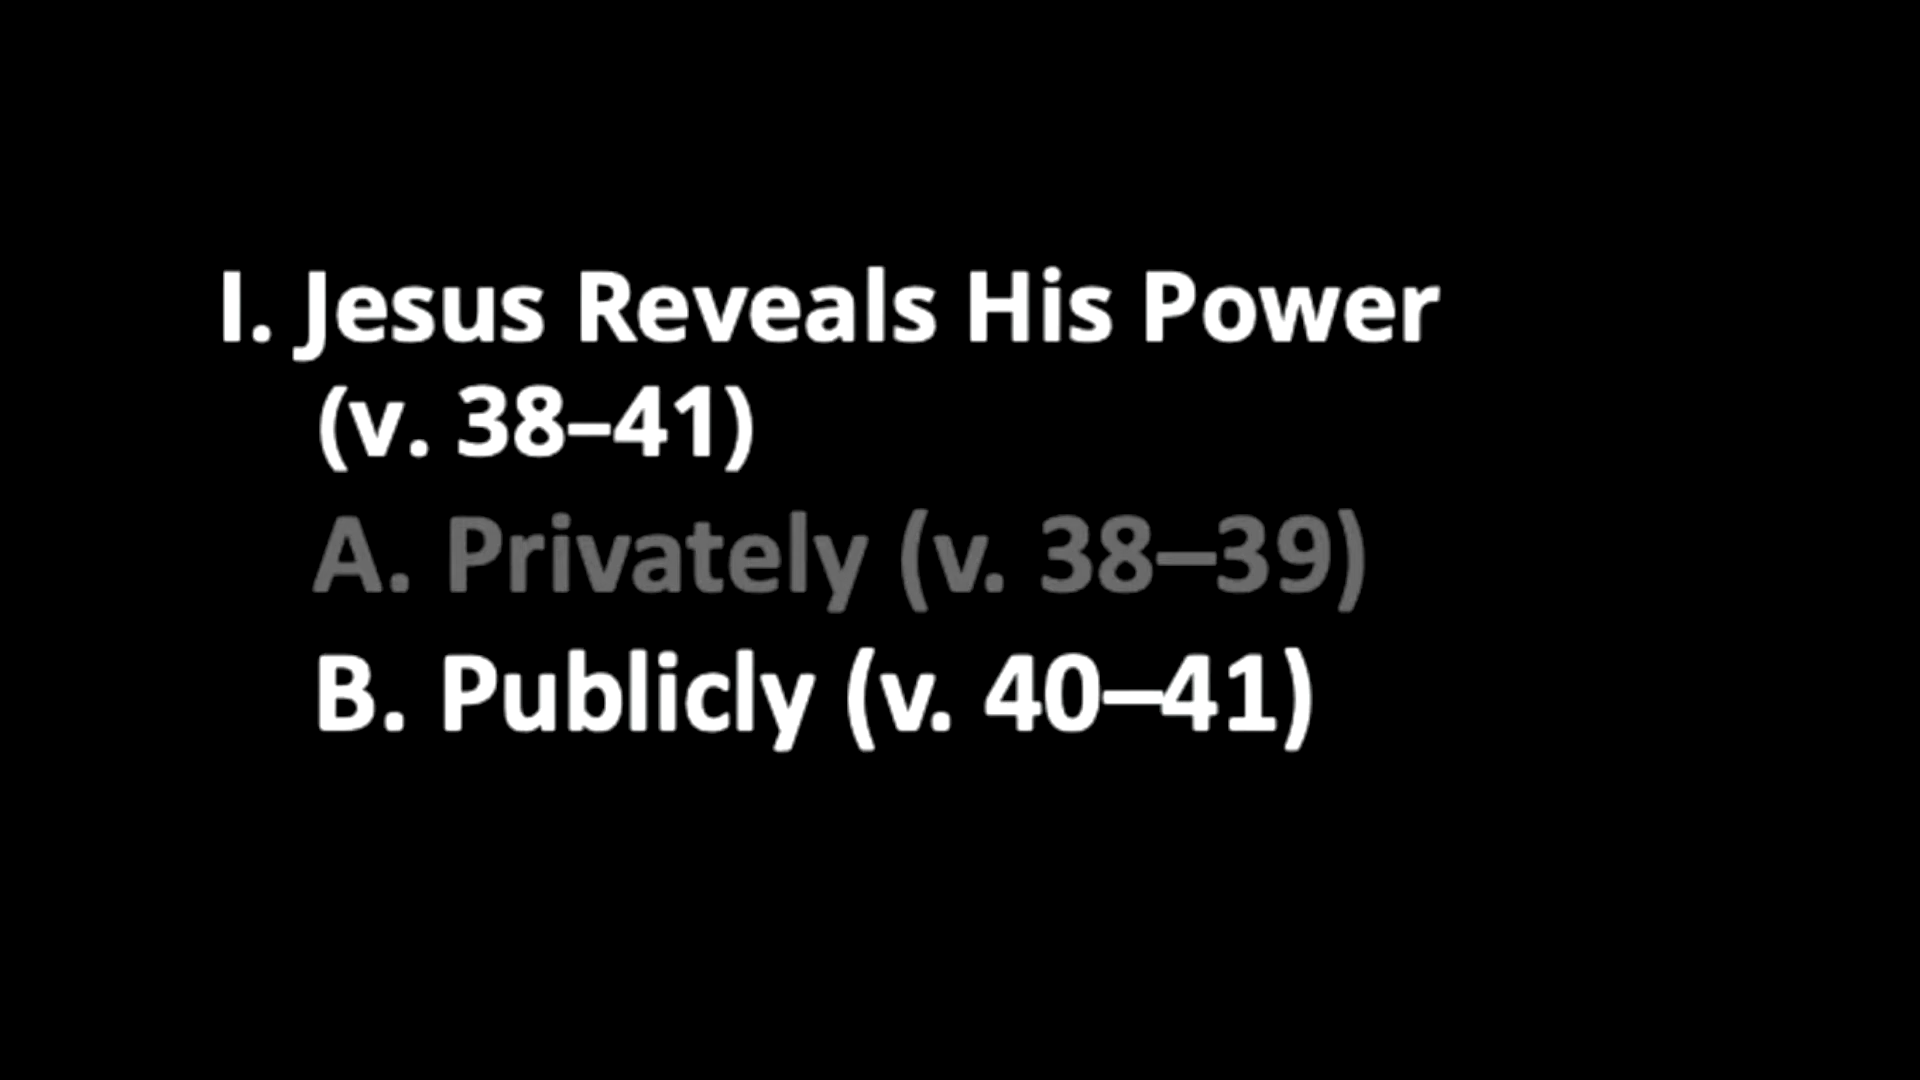 I. Jesus Reveals His Power
(v. 38–41)
A. Privately (v. 38–39)
B. Publicly (v. 40–41)